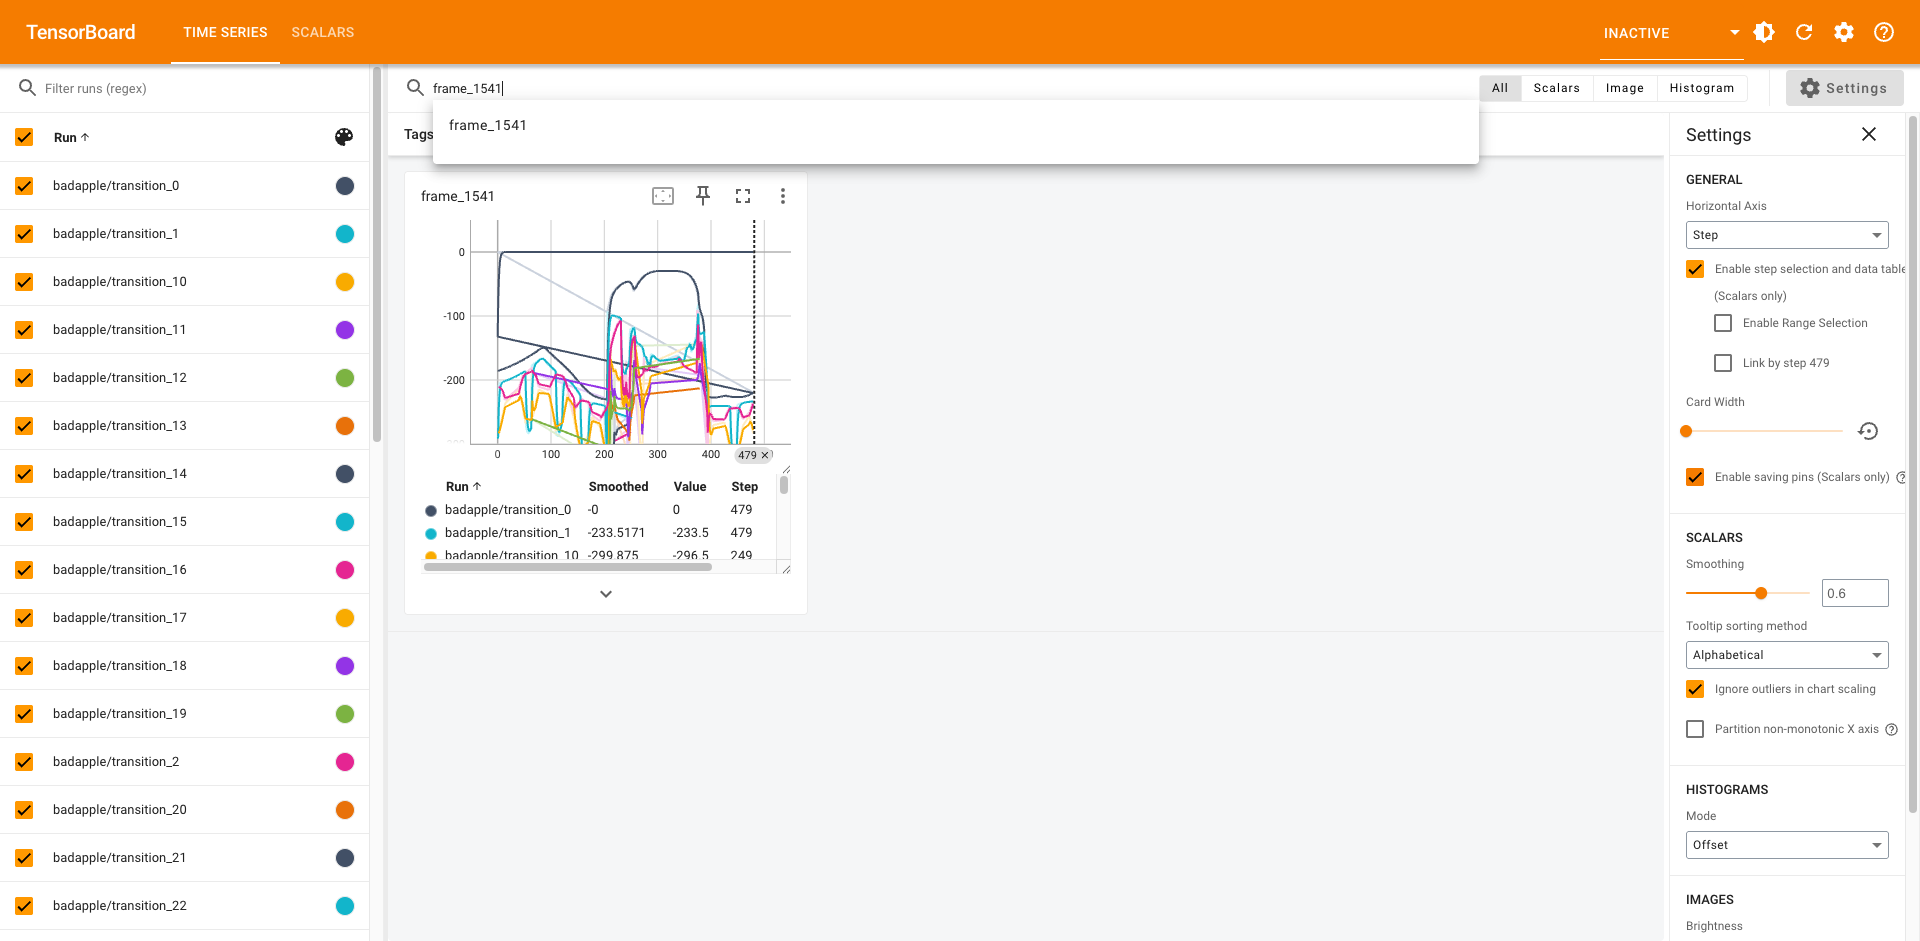 TensorBoard
TIME SERIES
SCALARS
INACTIVE
Filter runs (regex)
Run
badapple/transition_0
badapple/transition_1
badapple/transition_10
badapple/transition_11
badapple/transition_12
badapple/transition_13
badapple/transition_14
badapple/transition_15
badapple/transition_16
badapple/transition_17
badapple/transition_18
badapple/transition_19
badapple/transition_2
badapple/transition_20
badapple/transition_21
badapple/transition_22
frame_1541
All Scalars Image Histogram
Settings
frame_1541
Tags
frame_1541
0
-100
-200
0 100 200 300 400 479
Run Smoothed Value Step
badapple/transition_0 -0 0 479
badapple/transition_1 -233.5171 -233.5 479
badapple/transition_10 -299.875 -296.5 249
Settings
GENERAL
Horizontal Axis
Step
Enable step selection and data table
(Scalars only)
Enable Range Selection
Link by step 479
Card Width
Enable saving pins (Scalars only)
SCALARS
Smoothing
0.6
Tooltip sorting method
Alphabetical
Ignore outliers in chart scaling
Partition non-monotonic X axis
HISTOGRAMS
Mode
Offset
IMAGES
Brightness